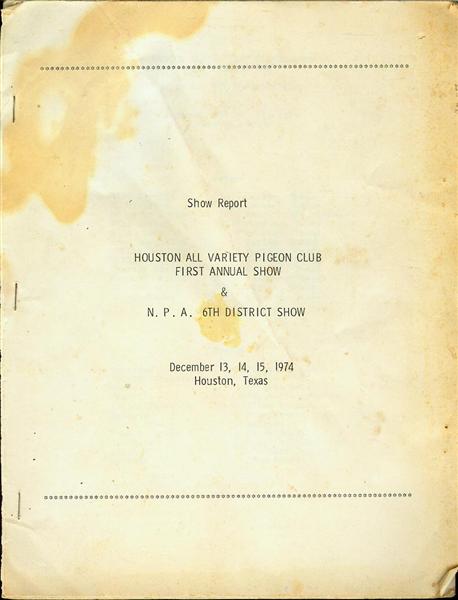 Show Report
HOUSTON ALL VARIETY PIGEON CLUB
FIRST ANNUAL SHOW
&
N. P. A. 6TH DISTRICT SHOW
December 13, 14, 15, 1974
Houston, Texas